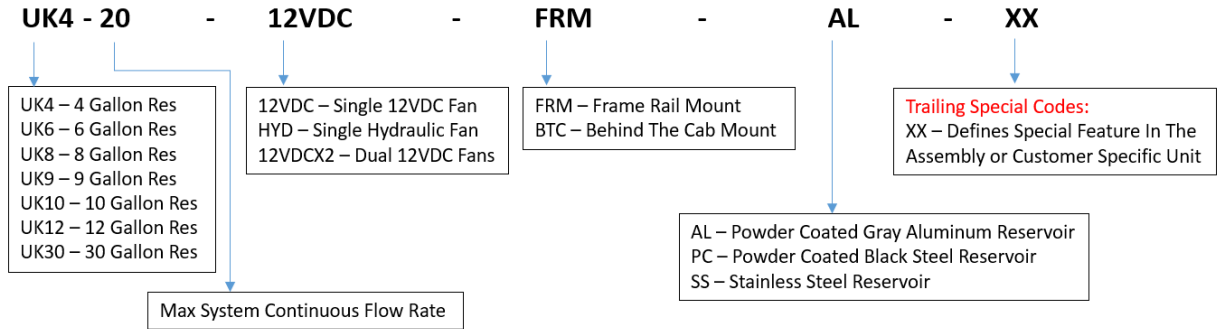 UK4 - 20 - 12VDC - FRM - AL - XX
UK4 – 4 Gallon Res
UK6 – 6 Gallon Res
UK8 – 8 Gallon Res
UK9 – 9 Gallon Res
UK10 – 10 Gallon Res
UK12 – 12 Gallon Res
UK30 – 30 Gallon Res
Max System Continuous Flow Rate
12VDC – Single 12VDC Fan
HYD – Single Hydraulic Fan
12VDCX2 – Dual 12VDC Fans
FRM – Frame Rail Mount
BTC – Behind The Cab Mount
AL – Powder Coated Gray Aluminum Reservoir
PC – Powder Coated Black Steel Reservoir
SS – Stainless Steel Reservoir
Trailing Special Codes:
XX – Defines Special Feature In The
Assembly or Customer Specific Unit